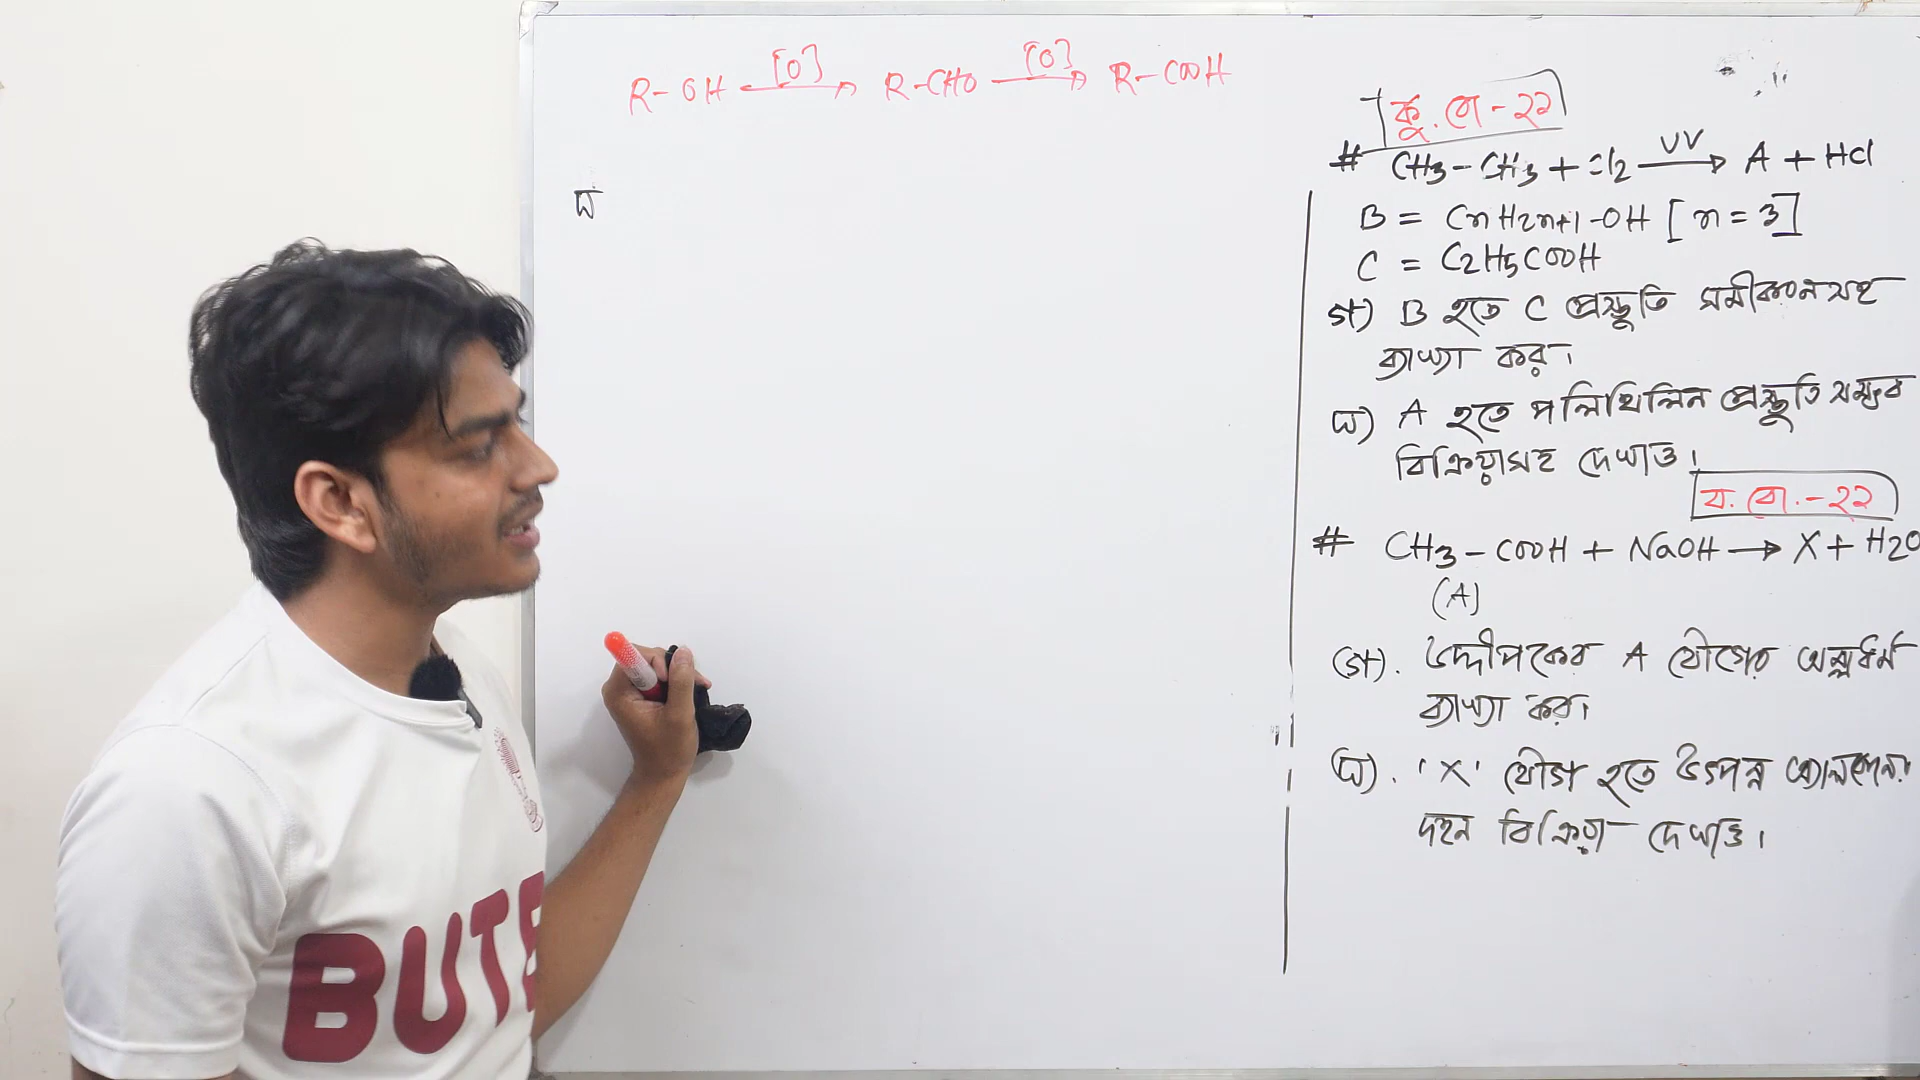 R-OH [O]→ R-CHO [O]→ R-COOH
ঘ
কু. বো - ২২
# CH3-CH3 + Cl2 UV→ A + HCl
B = CnH2n+1-OH [n = 3]
C = C2H5COOH
গ) B হতে C প্রস্তুতি সমীকরণসহ
ব্যাখ্যা কর।
ঘ) A হতে পলিথিলিন প্রস্তুতি সম্ভব
বিক্রিয়াসহ দেখাও।
ব. বো. - ২২
# CH3-COOH + NaOH → X + H2O
(A)
(গ). উদ্দীপকের A যৌগের অম্লধর্ম
ব্যাখ্যা কর।
(ঘ). 'X' যৌগ হতে উৎপন্ন অ্যালকেনের
দহন বিক্রিয়া দেখাও।
BUTE